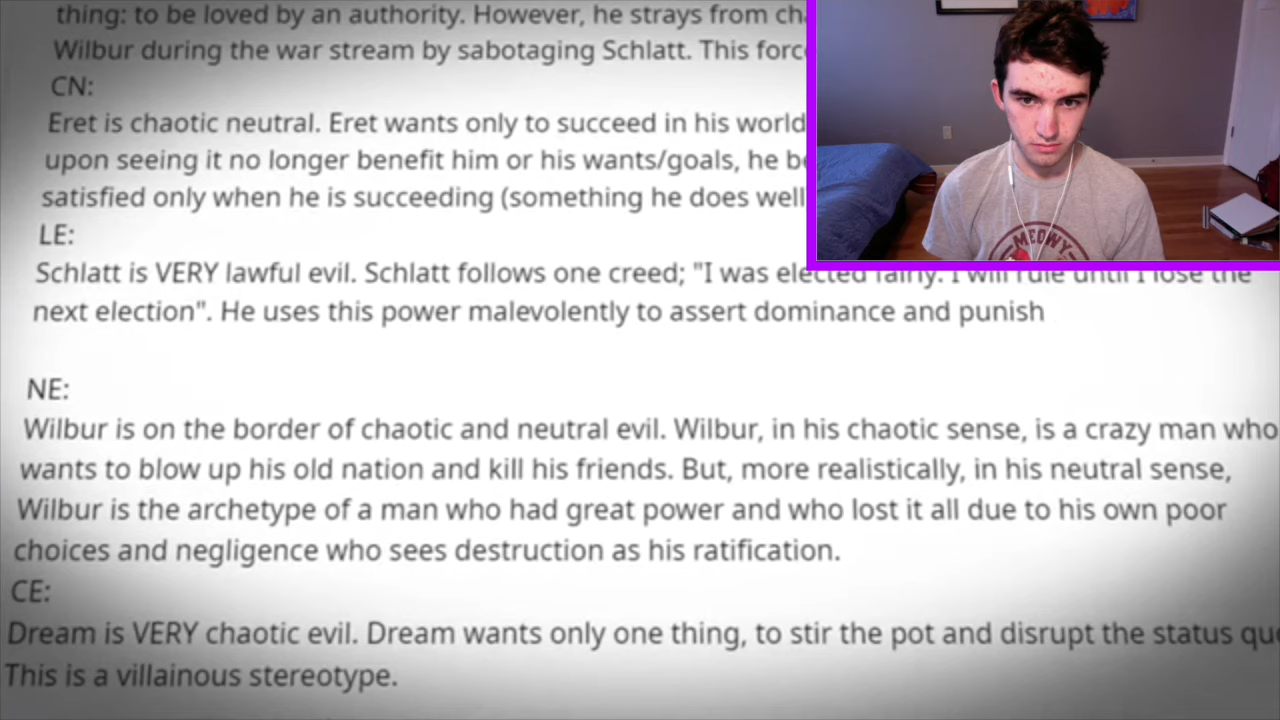 thing: to be loved by an authority. However, he strays from
Wilbur during the war stream by sabotaging Schlatt. This
CN:
Eret is chaotic neutral. Eret wants only to succeed in his world
upon seeing it no longer benefit him or his wants/goals, he
satisfied only when he is succeeding (something he does well
LE:
Schlatt is VERY lawful evil. Schlatt follows one creed; "I was elected fairly. I will rule until I lose the
next election". He uses this power malevolently to assert dominance and punish
NE:
Wilbur is on the border of chaotic and neutral evil. Wilbur, in his chaotic sense, is a crazy man who
wants to blow up his old nation and kill his friends. But, more realistically, in his neutral sense,
Wilbur is the archetype of a man who had great power and who lost it all due to his own poor
choices and negligence who sees destruction as his ratification.
CE:
Dream is VERY chaotic evil. Dream wants only one thing, to stir the pot and disrupt the status
This is a villainous stereotype.
MEOWY